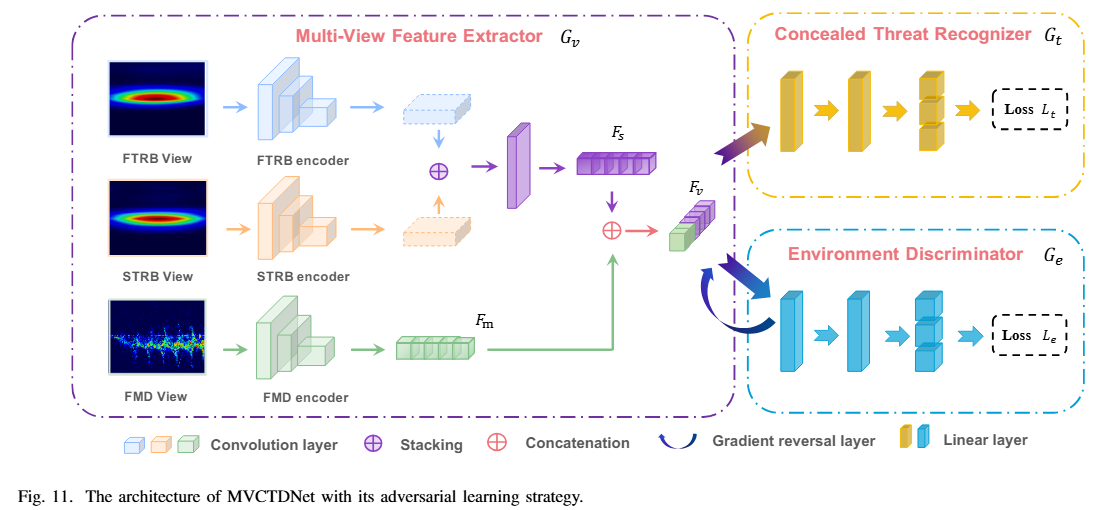 Multi-View Feature Extractor G_v
FTRB View
FTRB encoder
STRB View
STRB encoder
FMD View
FMD encoder
F_m
F_s
F_v
Concealed Threat Recognizer G_t
Loss L_t
Environment Discriminator G_e
Loss L_e
Convolution layer
Stacking
Concatenation
Gradient reversal layer
Linear layer
Fig. 11. The architecture of MVCTDNet with its adversarial learning strategy.